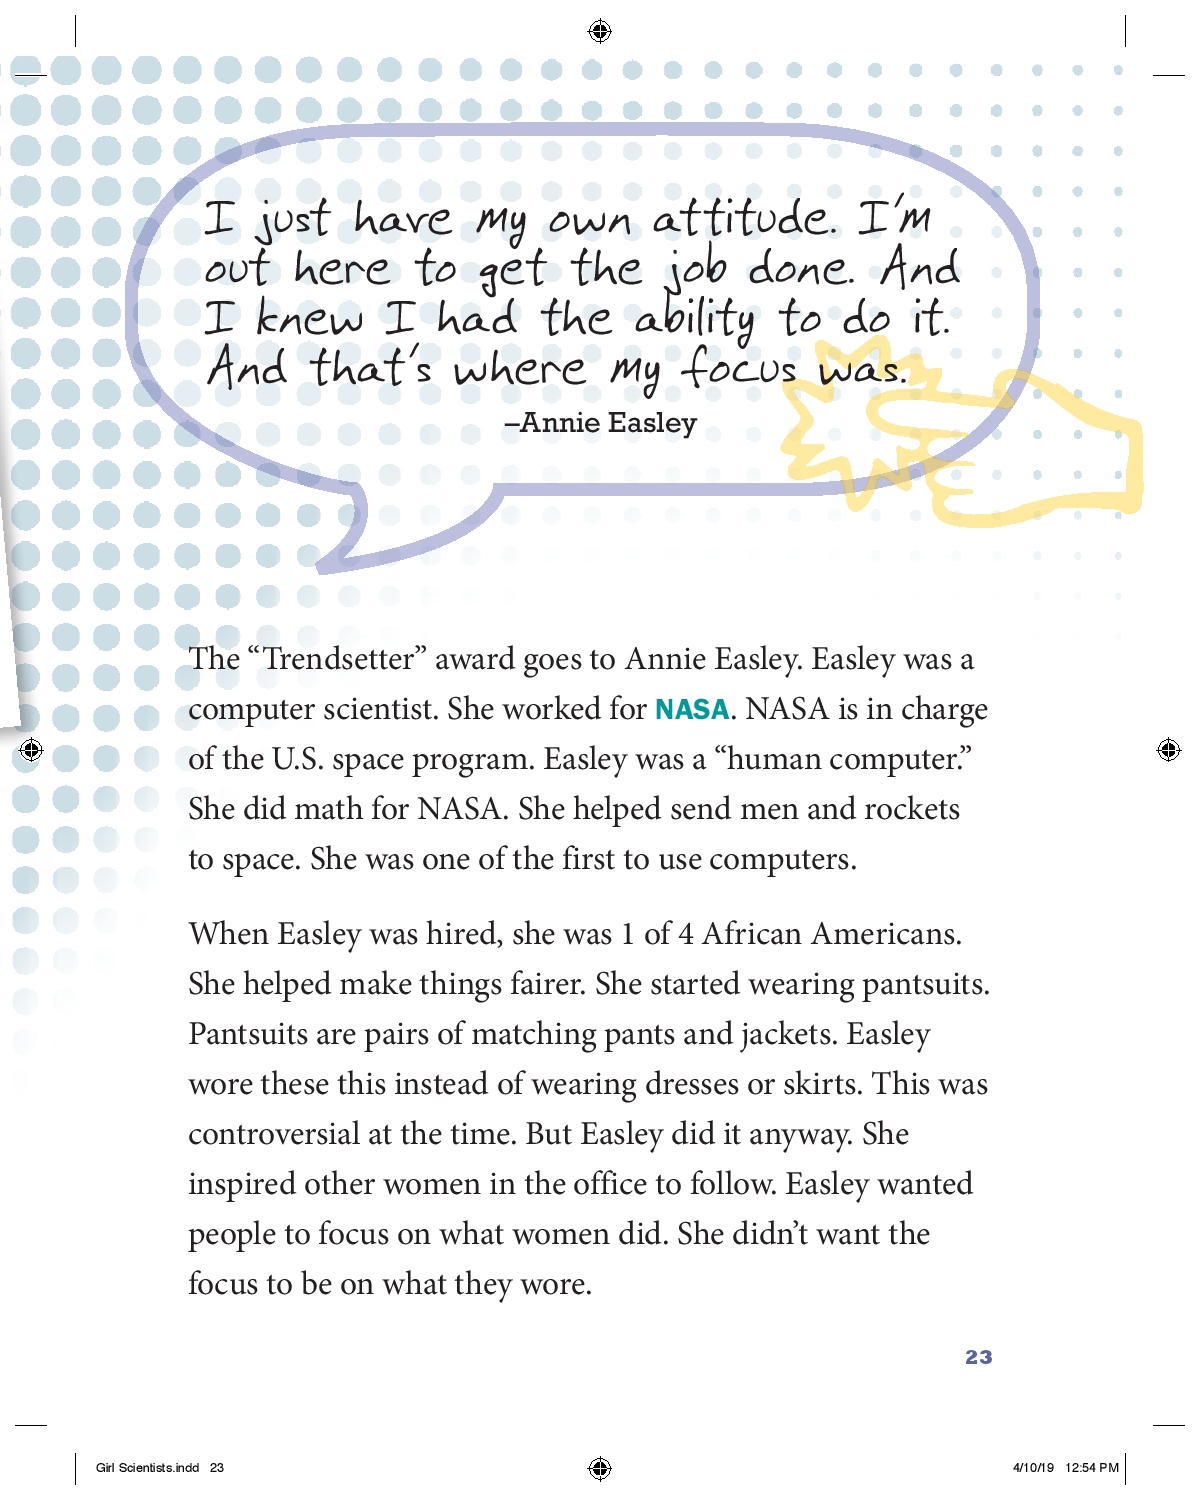 I just have my own attitude. I'm
out here to get the job done. And
I knew I had the ability to do it.
And that's where my focus was.
–Annie Easley
The “Trendsetter” award goes to Annie Easley. Easley was a
computer scientist. She worked for NASA. NASA is in charge
of the U.S. space program. Easley was a “human computer.”
She did math for NASA. She helped send men and rockets
to space. She was one of the first to use computers.
When Easley was hired, she was 1 of 4 African Americans.
She helped make things fairer. She started wearing pantsuits.
Pantsuits are pairs of matching pants and jackets. Easley
wore these this instead of wearing dresses or skirts. This was
controversial at the time. But Easley did it anyway. She
inspired other women in the office to follow. Easley wanted
people to focus on what women did. She didn’t want the
focus to be on what they wore.
23
Girl Scientists.indd 23
4/10/19 12:54 PM